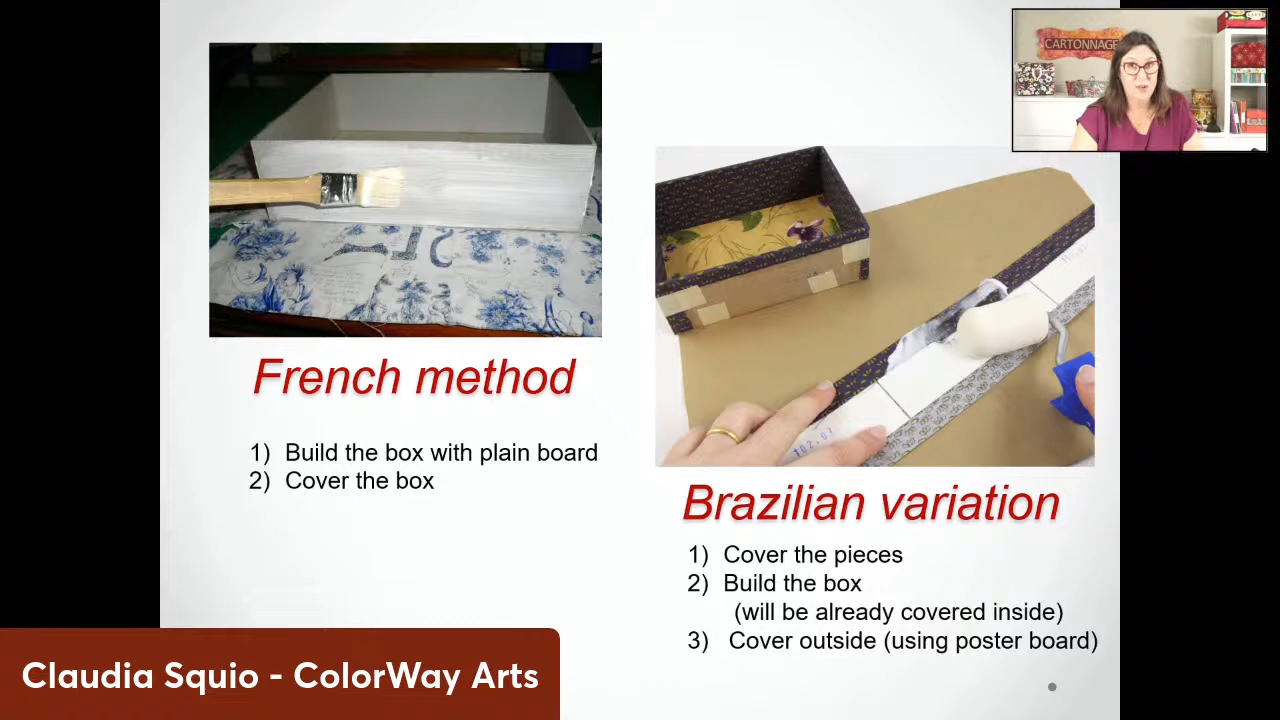 CARTONNAGE
French method
1) Build the box with plain board
2) Cover the box
Brazilian variation
1) Cover the pieces
2) Build the box
(will be already covered inside)
3) Cover outside (using poster board)
Claudia Squio - ColorWay Arts